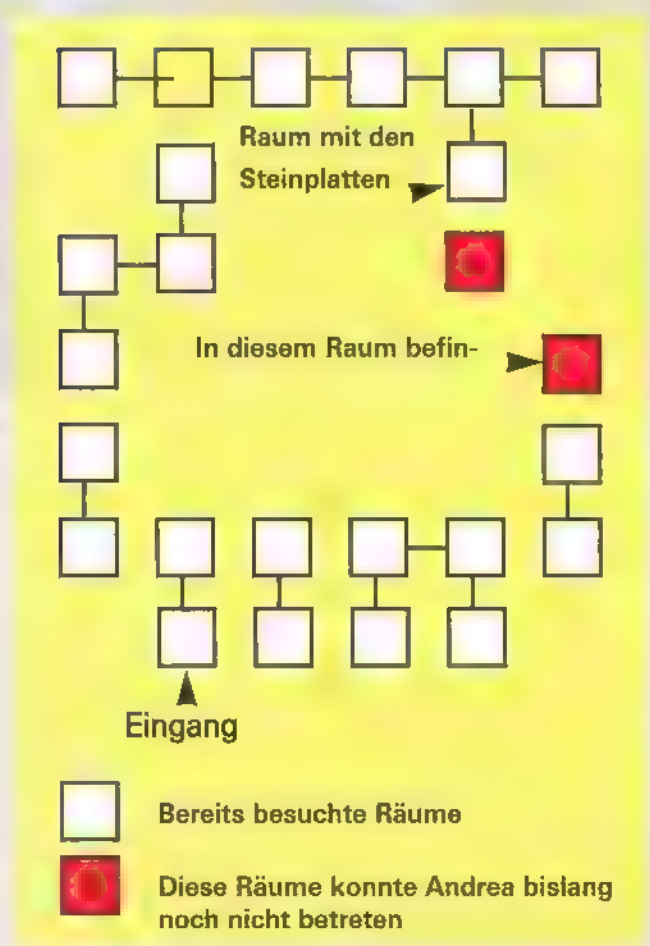 Raum mit den
Steinplatten
In diesem Raum befin-
Eingang
Bereits besuchte Räume
Diese Räume konnte Andrea bislang
noch nicht betreten